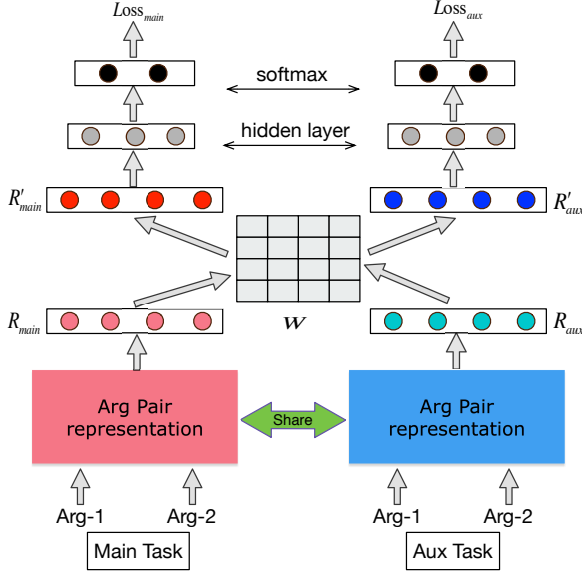 Loss_main Loss_aux
softmax
hidden layer
R'_main R'_aux
R_main W R_aux
Arg Pair representation Share Arg Pair representation
Arg-1 Arg-2 Arg-1 Arg-2
Main Task Aux Task